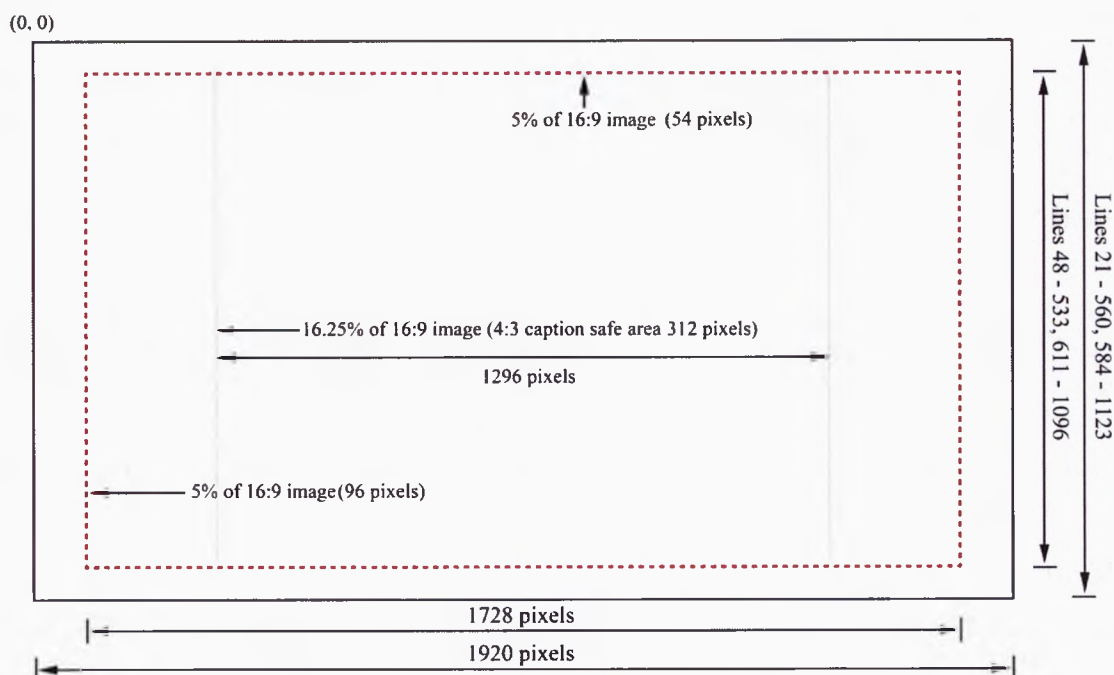 (0, 0)
5% of 16:9 image (54 pixels)
16.25% of 16:9 image (4:3 caption safe area 312 pixels)
1296 pixels
5% of 16:9 image(96 pixels)
1728 pixels
1920 pixels
Lines 48 - 533, 611 - 1096
Lines 21 - 560, 584 - 1123